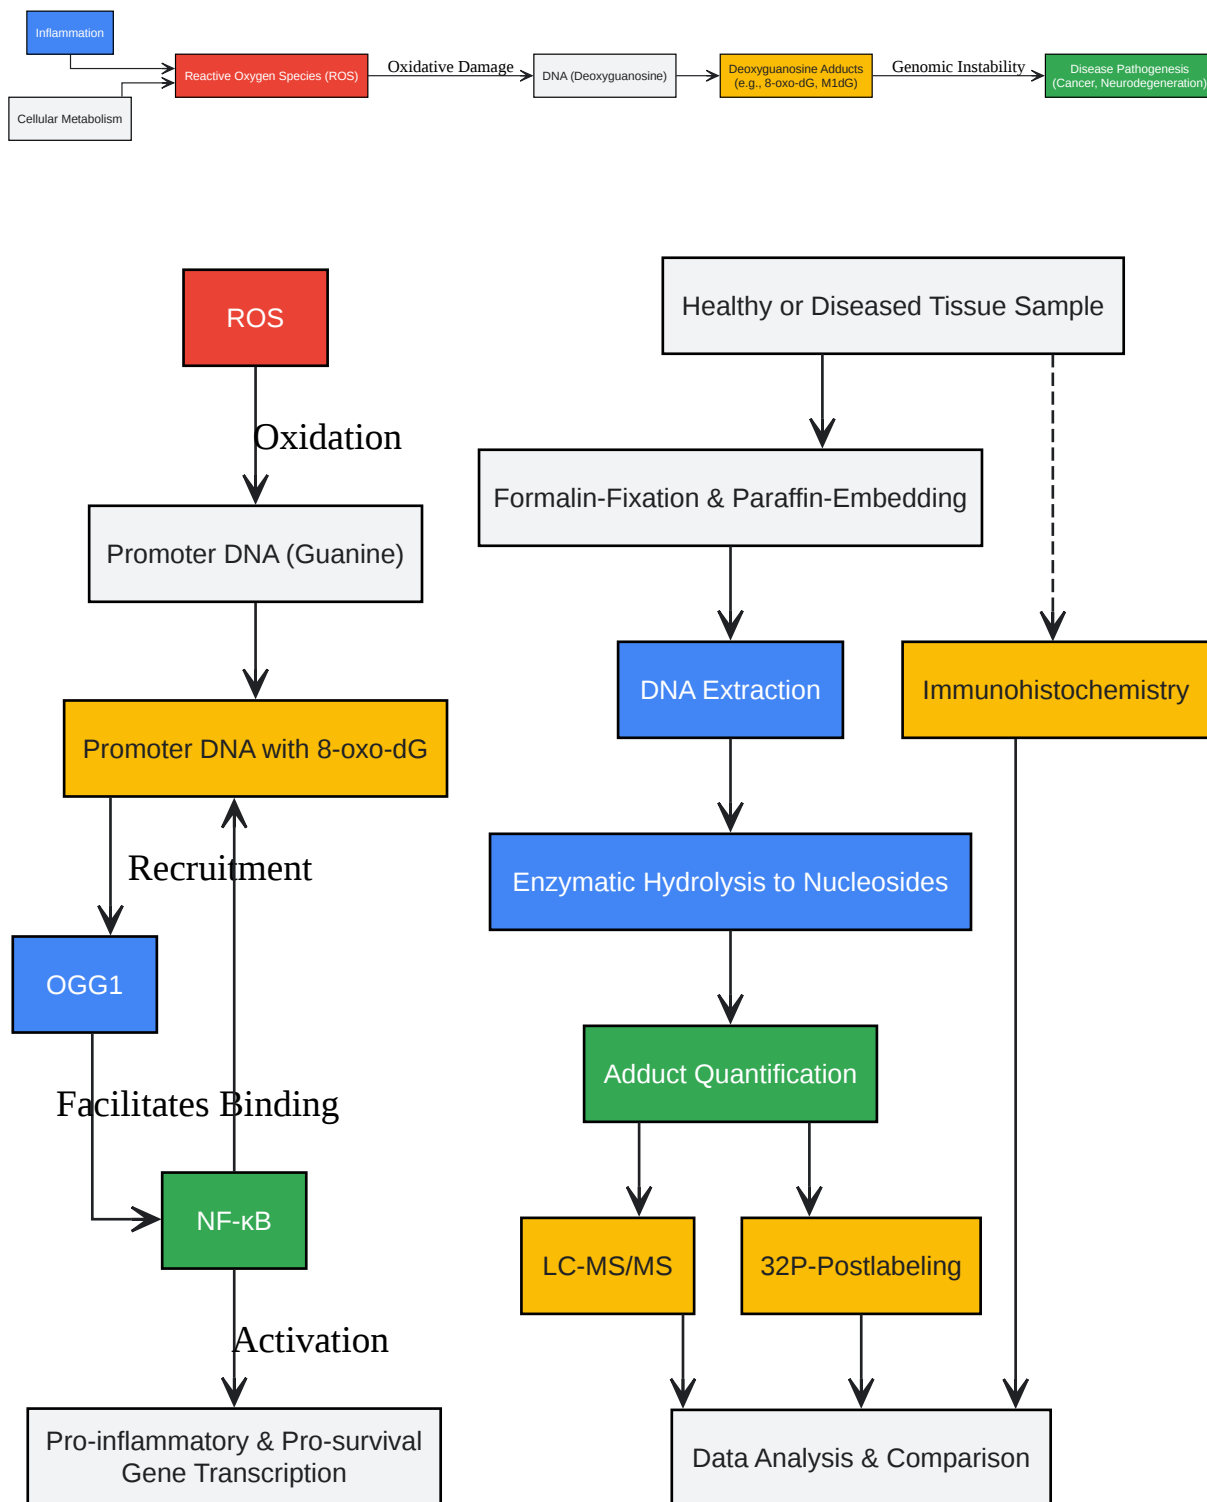 Inflammation
Cellular Metabolism
Reactive Oxygen Species (ROS)
Oxidative Damage
DNA (Deoxyguanosine)
Deoxyguanosine Adducts
(e.g., 8-oxo-dG, M1dG)
Genomic Instability
Disease Pathogenesis
(Cancer, Neurodegeneration)
ROS
Oxidation
Promoter DNA (Guanine)
Promoter DNA with 8-oxo-dG
Recruitment
OGG1
Facilitates Binding
NF-κB
Activation
Pro-inflammatory & Pro-survival
Gene Transcription
Healthy or Diseased Tissue Sample
Formalin-Fixation & Paraffin-Embedding
DNA Extraction
Immunohistochemistry
Enzymatic Hydrolysis to Nucleosides
Adduct Quantification
LC-MS/MS
32P-Postlabeling
Data Analysis & Comparison